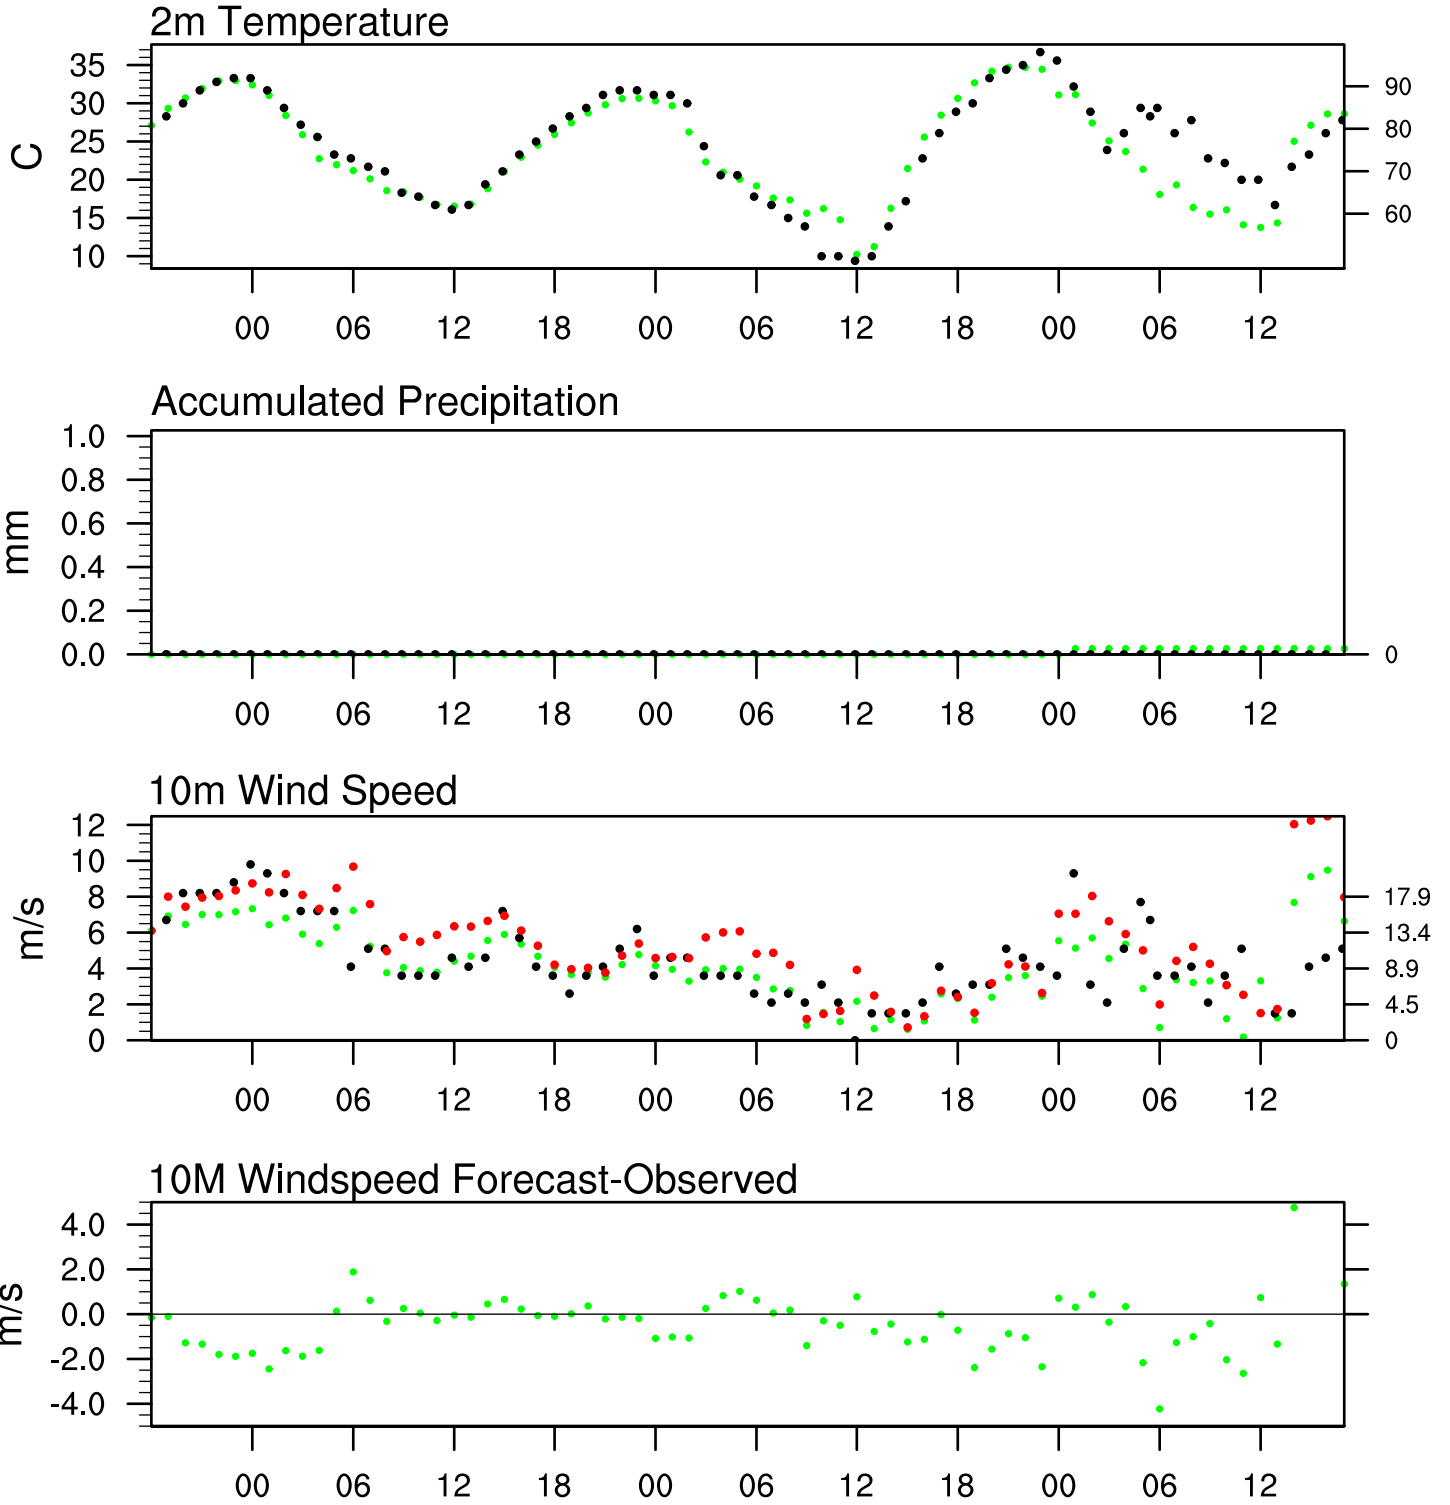 2m Temperature
35
30
25
20
15
10
C
90
80
70
60
00 06 12 18 00 06 12 18 00 06 12
Accumulated Precipitation
1.0
0.8
0.6
0.4
0.2
0.0
mm
0
00 06 12 18 00 06 12 18 00 06 12
10m Wind Speed
12
10
8
6
4
2
0
m/s
17.9
13.4
8.9
4.5
0
00 06 12 18 00 06 12 18 00 06 12
10M Windspeed Forecast-Observed
4.0
2.0
0.0
-2.0
-4.0
m/s
00 06 12 18 00 06 12 18 00 06 12